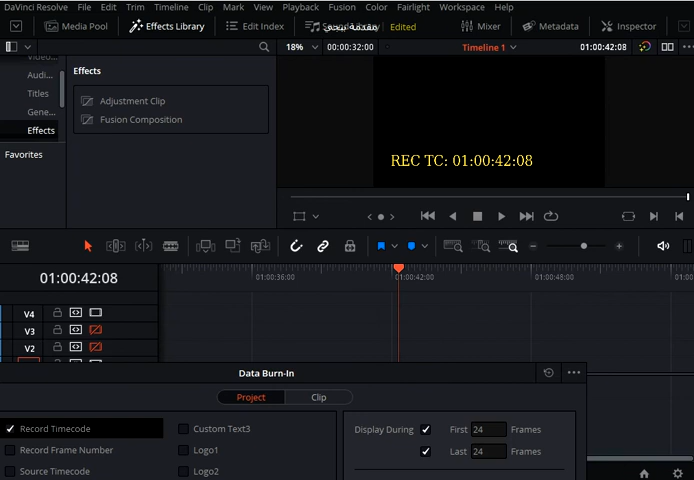 DaVinci Resolve File Edit Trim Timeline Clip Mark View Playback Fusion Color Fairlight Workspace Help
Media Pool Effects Library Edit Index Edited Mixer Metadata Inspector
18% 00:00:32:00 Timeline 1 01:00:42:08
Video...
Audi...
Titles
Gene...
Effects
Favorites
Effects
Adjustment Clip
Fusion Composition
REC TC: 01:00:42:08
01:00:42:08
01:00:36:00 01:00:42:00 01:00:48:00 01:00
V4
V3
V2
Data Burn-In
Project Clip
Record Timecode Custom Text3
Record Frame Number Logo1
Source Timecode Logo2
Display During First 24 Frames
Last 24 Frames